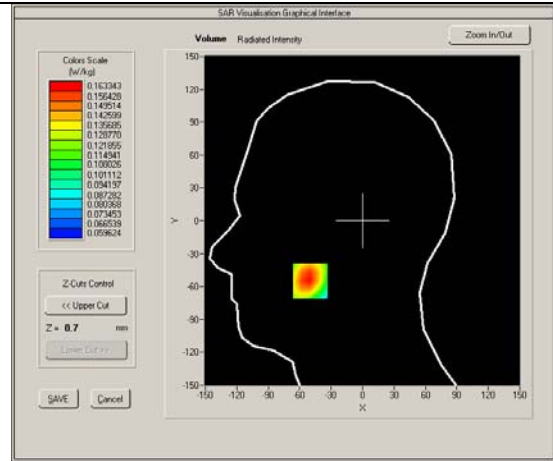 SAR Visualisation Graphical Interface
Volume Radiated Intensity
Zoom In/Out
Colors Scale
(W/kg)
0.163343
0.156428
0.149514
0.142599
0.135685
0.128770
0.121855
0.114941
0.108026
0.101112
0.094197
0.087282
0.080368
0.073453
0.066539
0.059624
Z-Cuts Control
<< Upper Cut
Z = 0.7 mm
Lower Cut >>
SAVE Cancel
150-
120-
90-
60-
30-
0-
-30-
-60-
-90-
-120-
-150-
Y
-150 -120 -90 -60 -30 0 30 60 90 120 150
X